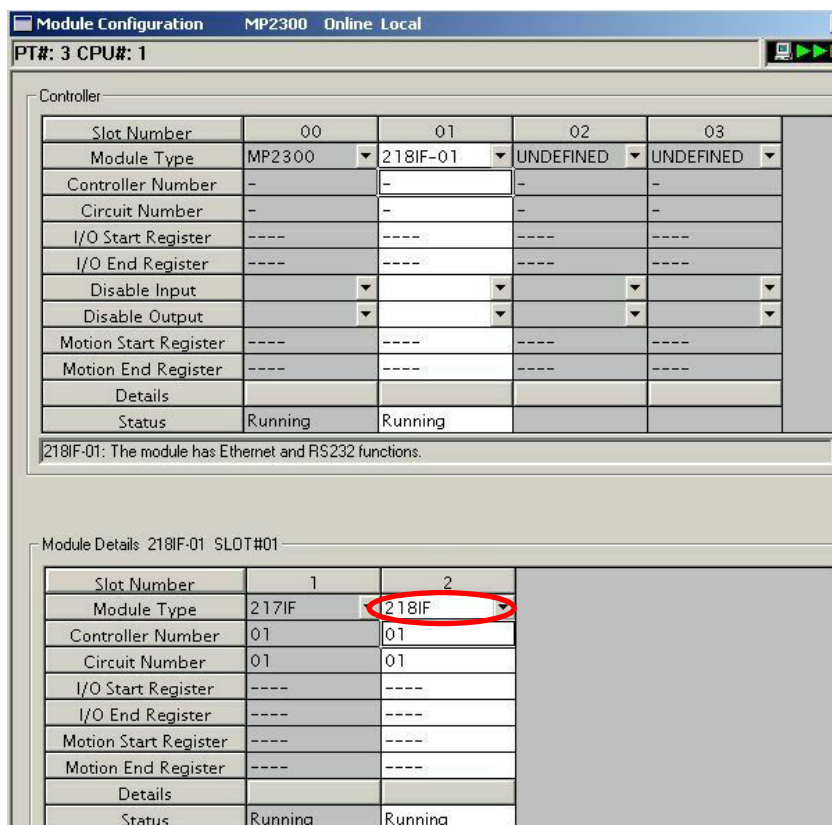 Module Configuration MP2300 Online Local
PT#: 3 CPU#: 1
Controller
Slot Number 00 01 02 03
Module Type MP2300 218IF-01 UNDEFINED UNDEFINED
Controller Number - - - -
Circuit Number - - - -
I/O Start Register ---- ---- ---- ----
I/O End Register ---- ---- ---- ----
Disable Input
Disable Output
Motion Start Register ---- ---- ---- ----
Motion End Register ---- ---- ---- ----
Details
Status Running Running
218IF-01: The module has Ethernet and RS232 functions.
Module Details 218IF-01 SLOT#01
Slot Number 1 2
Module Type 217IF 218IF
Controller Number 01 01
Circuit Number 01 01
I/O Start Register ---- ----
I/O End Register ---- ----
Motion Start Register ---- ----
Motion End Register ---- ----
Details
Status Running Running